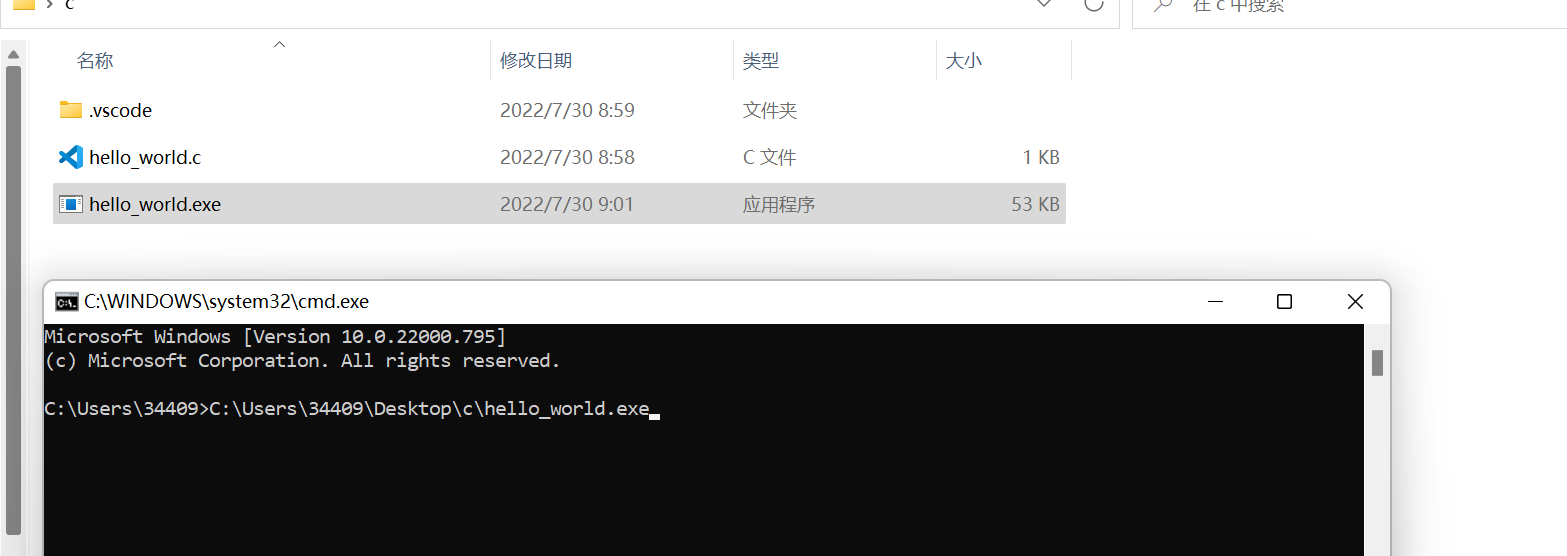 c
在 c 中搜索
名称 修改日期 类型 大小
.vscode 2022/7/30 8:59 文件夹
hello_world.c 2022/7/30 8:58 C 文件 1 KB
hello_world.exe 2022/7/30 9:01 应用程序 53 KB
C:\WINDOWS\system32\cmd.exe
Microsoft Windows [Version 10.0.22000.795]
(c) Microsoft Corporation. All rights reserved.
C:\Users\34409>C:\Users\34409\Desktop\c\hello_world.exe